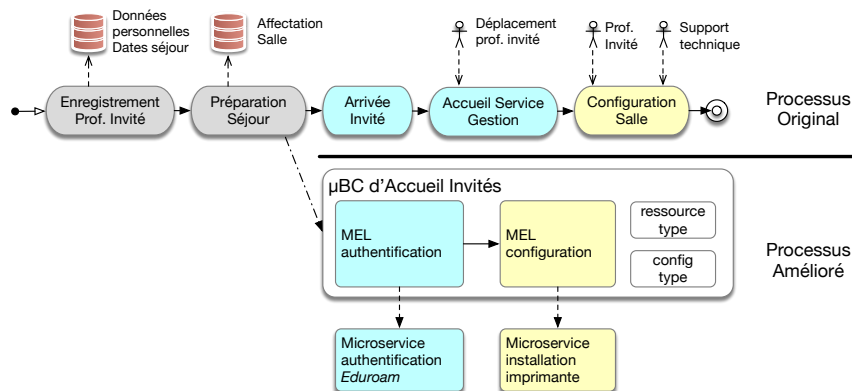 Données
personnelles
Dates séjour
Affectation
Salle
Déplacement
prof. invité
Prof.
Invité
Support
technique
Enregistrement
Prof. Invité
Préparation
Séjour
Arrivée
Invité
Accueil Service
Gestion
Configuration
Salle
Processus
Original
µBC d'Accueil Invités
MEL
authentification
MEL
configuration
ressource
type
config
type
Processus
Amélioré
Microservice
authentification
Eduroam
Microservice
installation
imprimante